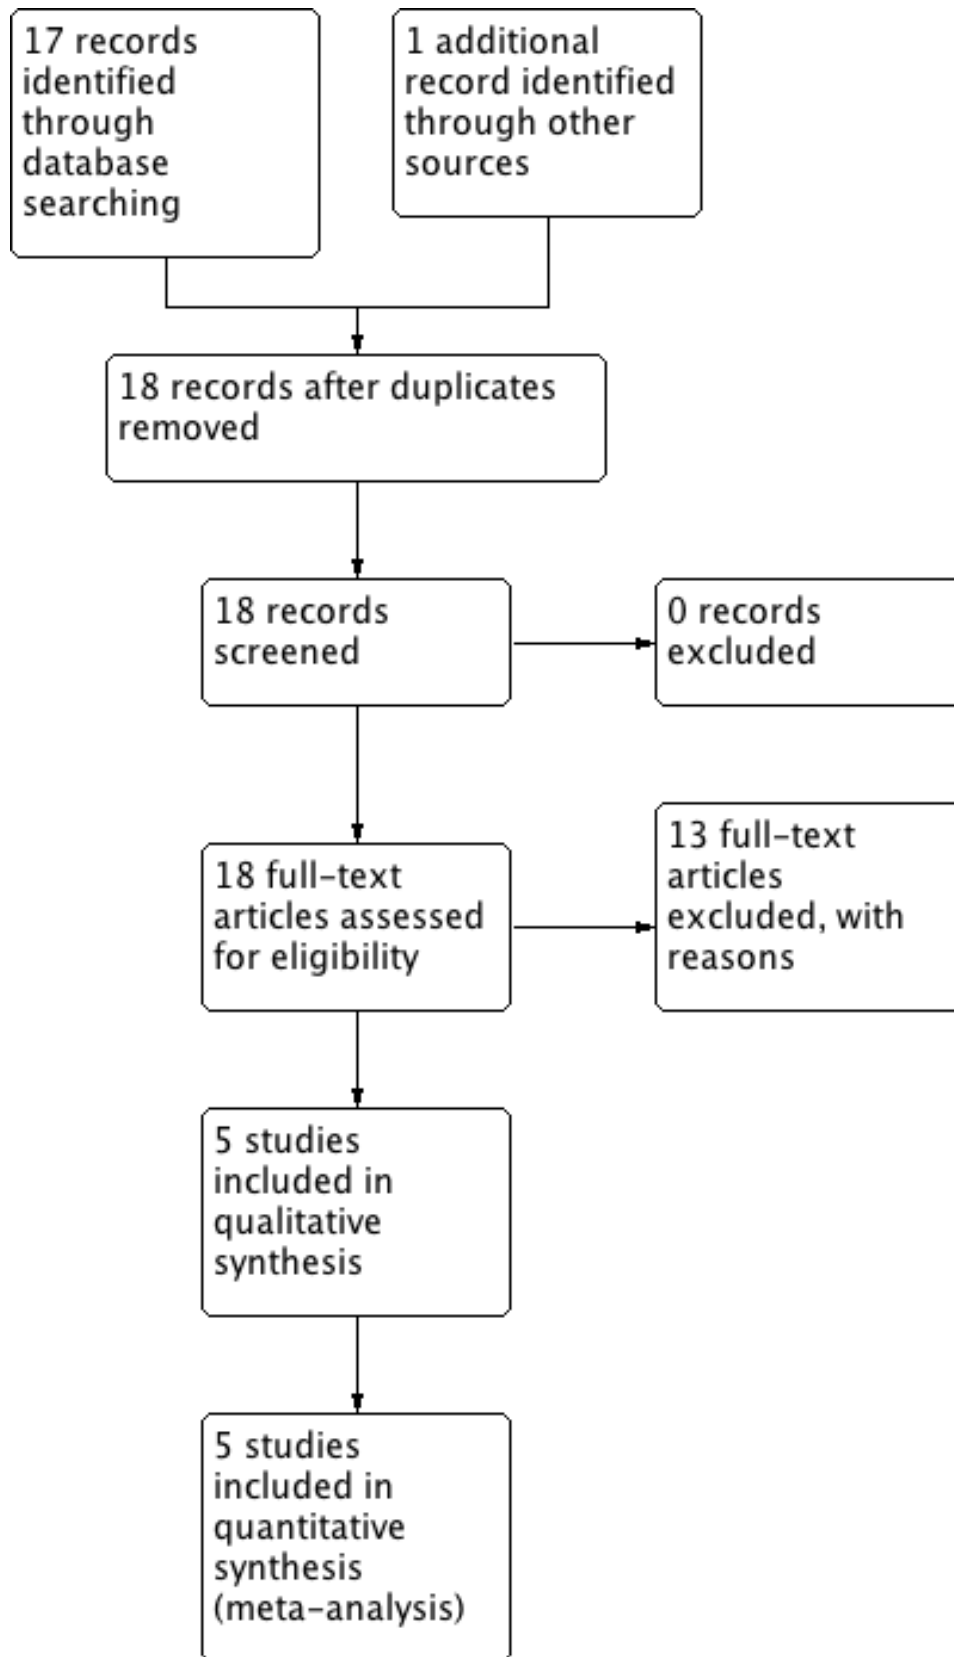 17 records
identified
through
database
searching
1 additional
record identified
through other
sources
18 records after duplicates
removed
18 records
screened
0 records
excluded
18 full-text
articles assessed
for eligibility
13 full-text
articles
excluded, with
reasons
5 studies
included in
qualitative
synthesis
5 studies
included in
quantitative
synthesis
(meta-analysis)